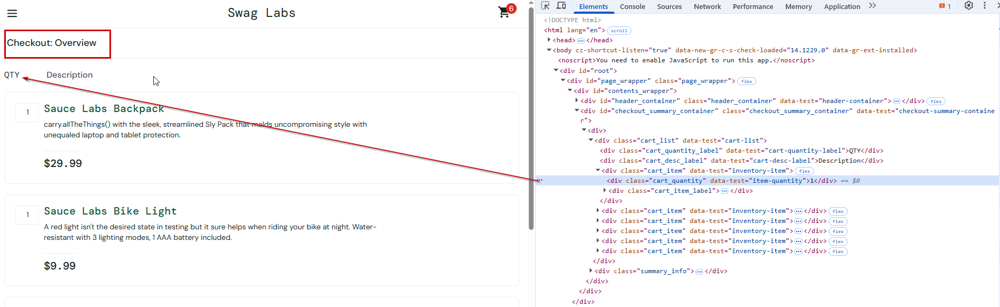 Swag Labs
6
Checkout: Overview
QTY Description
1
Sauce Labs Backpack
carry.allTheThings() with the sleek, streamlined Sly Pack that melds uncompromising style with
unequaled laptop and tablet protection.
$29.99
1
Sauce Labs Bike Light
A red light isn't the desired state in testing but it sure helps when riding your bike at night. Water-
resistant with 3 lighting modes, 1 AAA battery included.
$9.99
Elements Console Sources Network Performance Memory Application 1
<!DOCTYPE html>
<html lang="en"> scroll
<head> … </head>
<body cz-shortcut-listen="true" data-new-gr-c-s-check-loaded="14.1229.0" data-gr-ext-installed>
<noscript>You need to enable JavaScript to run this app.</noscript>
<div id="root">
<div id="page_wrapper" class="page_wrapper"> flex
<div id="contents_wrapper">
<div id="header_container" class="header_container" data-test="header-container"> … </div> flex
<div id="checkout_summary_container" class="checkout_summary_container" data-test="checkout-summary-containe
r">
<div>
<div class="cart_list" data-test="cart-list">
<div class="cart_quantity_label" data-test="cart-quantity-label">QTY</div>
<div class="cart_desc_label" data-test="cart-desc-label">Description</div>
<div class="cart_item" data-test="inventory-item"> flex
<div class="cart_quantity" data-test="item-quantity">1</div> == $0
<div class="cart_item_label"> … </div>
</div>
<div class="cart_item" data-test="inventory-item"> … </div> flex
<div class="cart_item" data-test="inventory-item"> … </div> flex
<div class="cart_item" data-test="inventory-item"> … </div> flex
<div class="cart_item" data-test="inventory-item"> … </div> flex
<div class="cart_item" data-test="inventory-item"> … </div> flex
</div>
<div class="summary_info"> … </div>
</div>
</div>
</div>